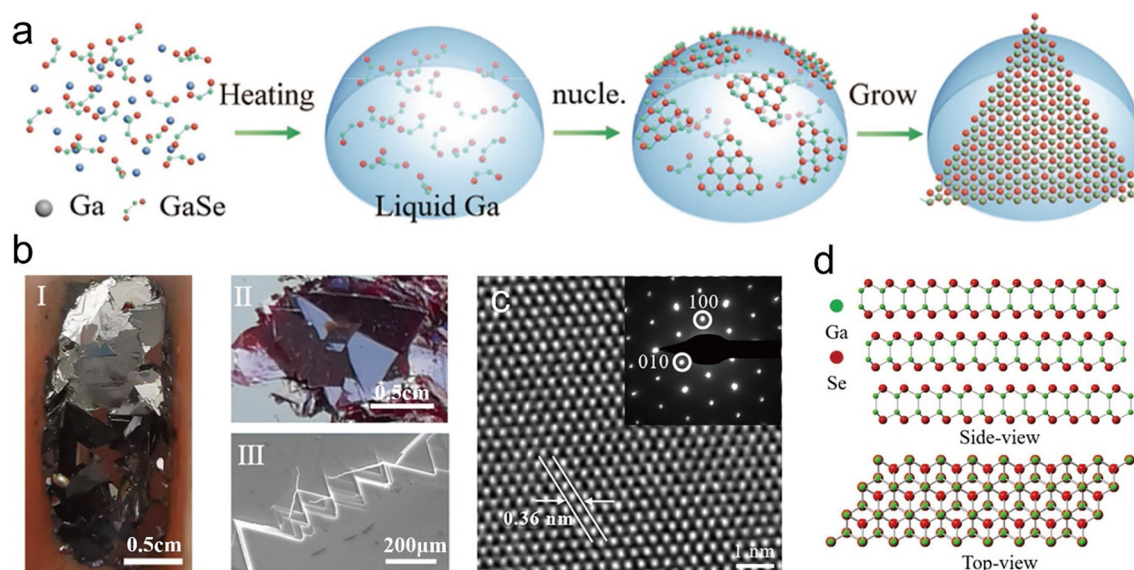 a
Heating
nucle.
Grow
Ga
GaSe
Liquid Ga
b
I
0.5cm
II
0.5cm
III
200μm
c
100
010
0.36 nm
1 nm
d
Ga
Se
Side-view
Top-view